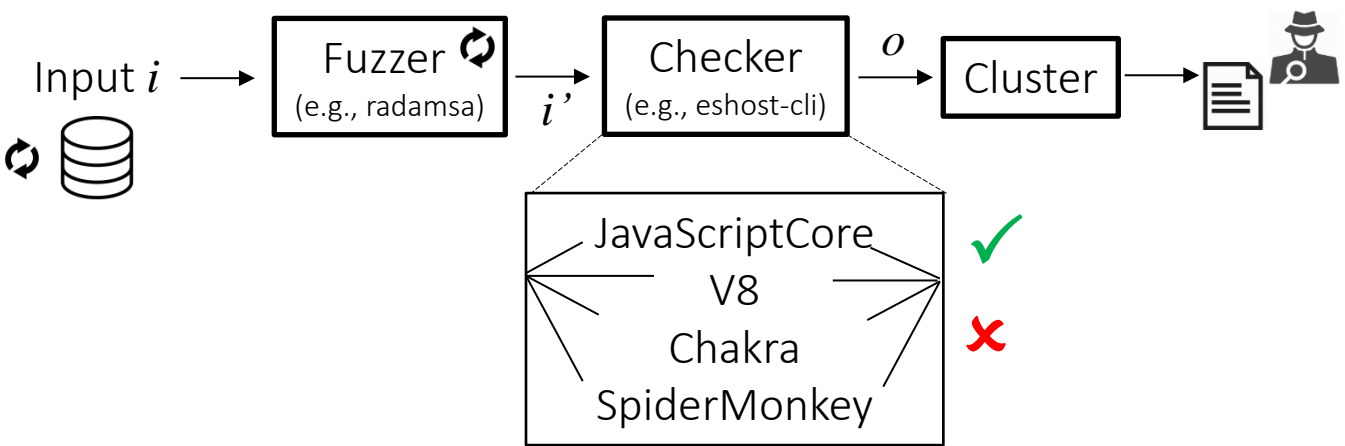 Input i
Fuzzer
(e.g., radamsa)
i’
Checker
(e.g., eshost-cli)
o
Cluster
JavaScriptCore
V8
Chakra
SpiderMonkey